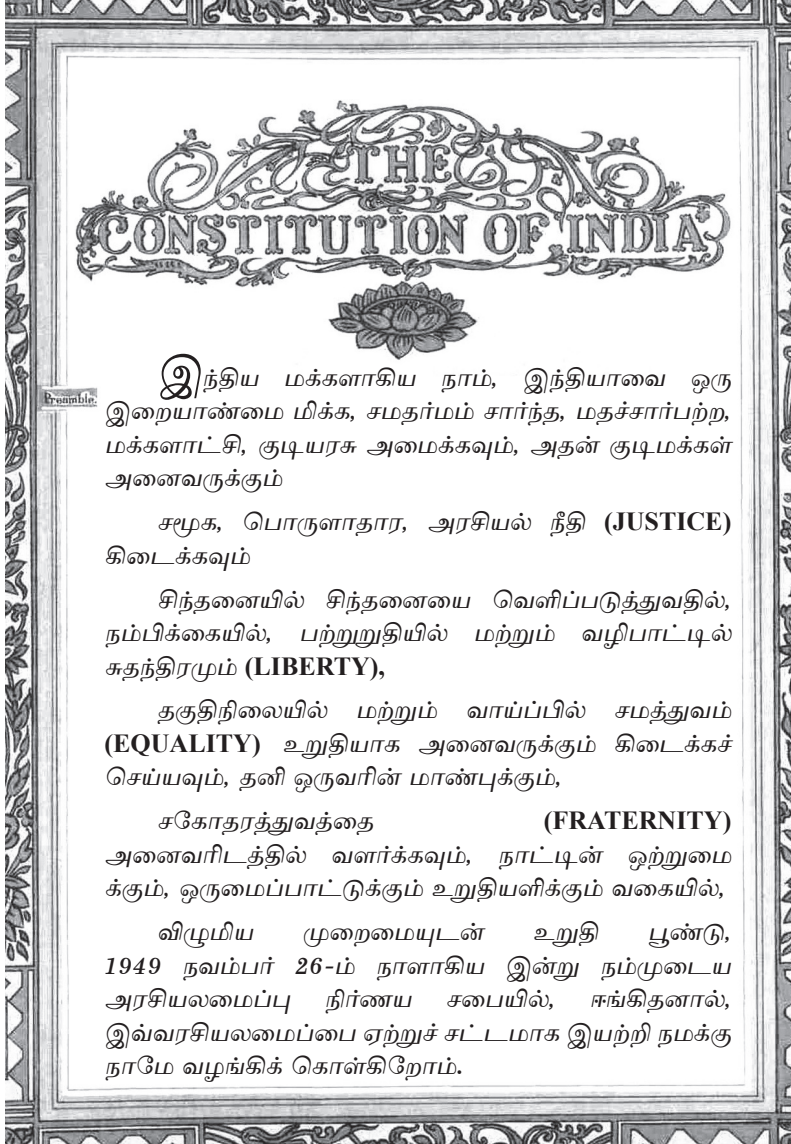 THE
CONSTITUTION OF INDIA
Preamble.
இந்திய மக்களாகிய நாம், இந்தியாவை ஒரு
இறையாண்மை மிக்க, சமதர்மம் சார்ந்த, மதச்சார்பற்ற,
மக்களாட்சி, குடியரசு அமைக்கவும், அதன் குடிமக்கள்
அனைவருக்கும்
சமூக, பொருளாதார, அரசியல் நீதி (JUSTICE)
கிடைக்கவும்
சிந்தனையில் சிந்தனையை வெளிப்படுத்துவதில்,
நம்பிக்கையில், பற்றுறுதியில் மற்றும் வழிபாட்டில்
சுதந்திரமும் (LIBERTY),
தகுதிநிலையில் மற்றும் வாய்ப்பில் சமத்துவம்
(EQUALITY) உறுதியாக அனைவருக்கும் கிடைக்கச்
செய்யவும், தனி ஒருவரின் மாண்புக்கும்,
சகோதரத்துவத்தை (FRATERNITY)
அனைவரிடத்தில் வளர்க்கவும், நாட்டின் ஒற்றுமை
க்கும், ஒருமைப்பாட்டுக்கும் உறுதியளிக்கும் வகையில்,
விழுமிய முறைமையுடன் உறுதி பூண்டு,
1949 நவம்பர் 26-ம் நாளாகிய இன்று நம்முடைய
அரசியலமைப்பு நிர்ணய சபையில், ஈங்கிதனால்,
இவ்வரசியலமைப்பை ஏற்றுச் சட்டமாக இயற்றி நமக்கு
நாமே வழங்கிக் கொள்கிறோம்.